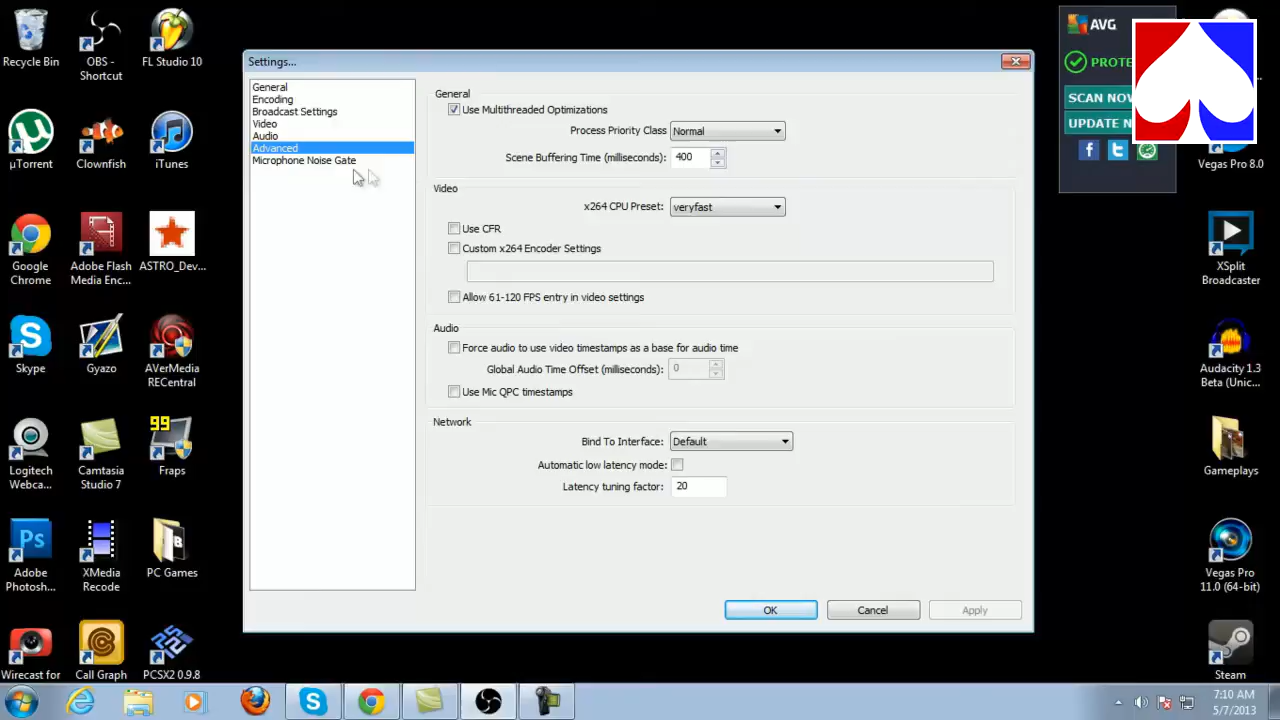 Recycle Bin
OBS -
Shortcut
FL Studio 10
µTorrent
Clownfish
iTunes
Google
Chrome
Adobe Flash
Media Enc...
ASTRO_Dev...
Skype
Gyazo
AVerMedia
RECentral
Logitech
Webca...
Camtasia
Studio 7
99
Fraps
Ps
Adobe
Photosh...
XMedia
Recode
PC Games
Wirecast for
Call Graph
PCSX2 0.9.8
Settings...
General
Encoding
Broadcast Settings
Video
Audio
Advanced
Microphone Noise Gate
General
Use Multithreaded Optimizations
Process Priority Class Normal
Scene Buffering Time (milliseconds): 400
Video
x264 CPU Preset: veryfast
Use CFR
Custom x264 Encoder Settings
Allow 61-120 FPS entry in video settings
Audio
Force audio to use video timestamps as a base for audio time
Global Audio Time Offset (milliseconds): 0
Use Mic QPC timestamps
Network
Bind To Interface: Default
Automatic low latency mode:
Latency tuning factor: 20
OK Cancel Apply
AVG
SCAN NOW
Vegas Pro 8.0
XSplit
Broadcaster
Audacity 1.3
Beta (Unic...
Gameplays
Vegas Pro
11.0 (64-bit)
Steam
7:10 AM
5/7/2013